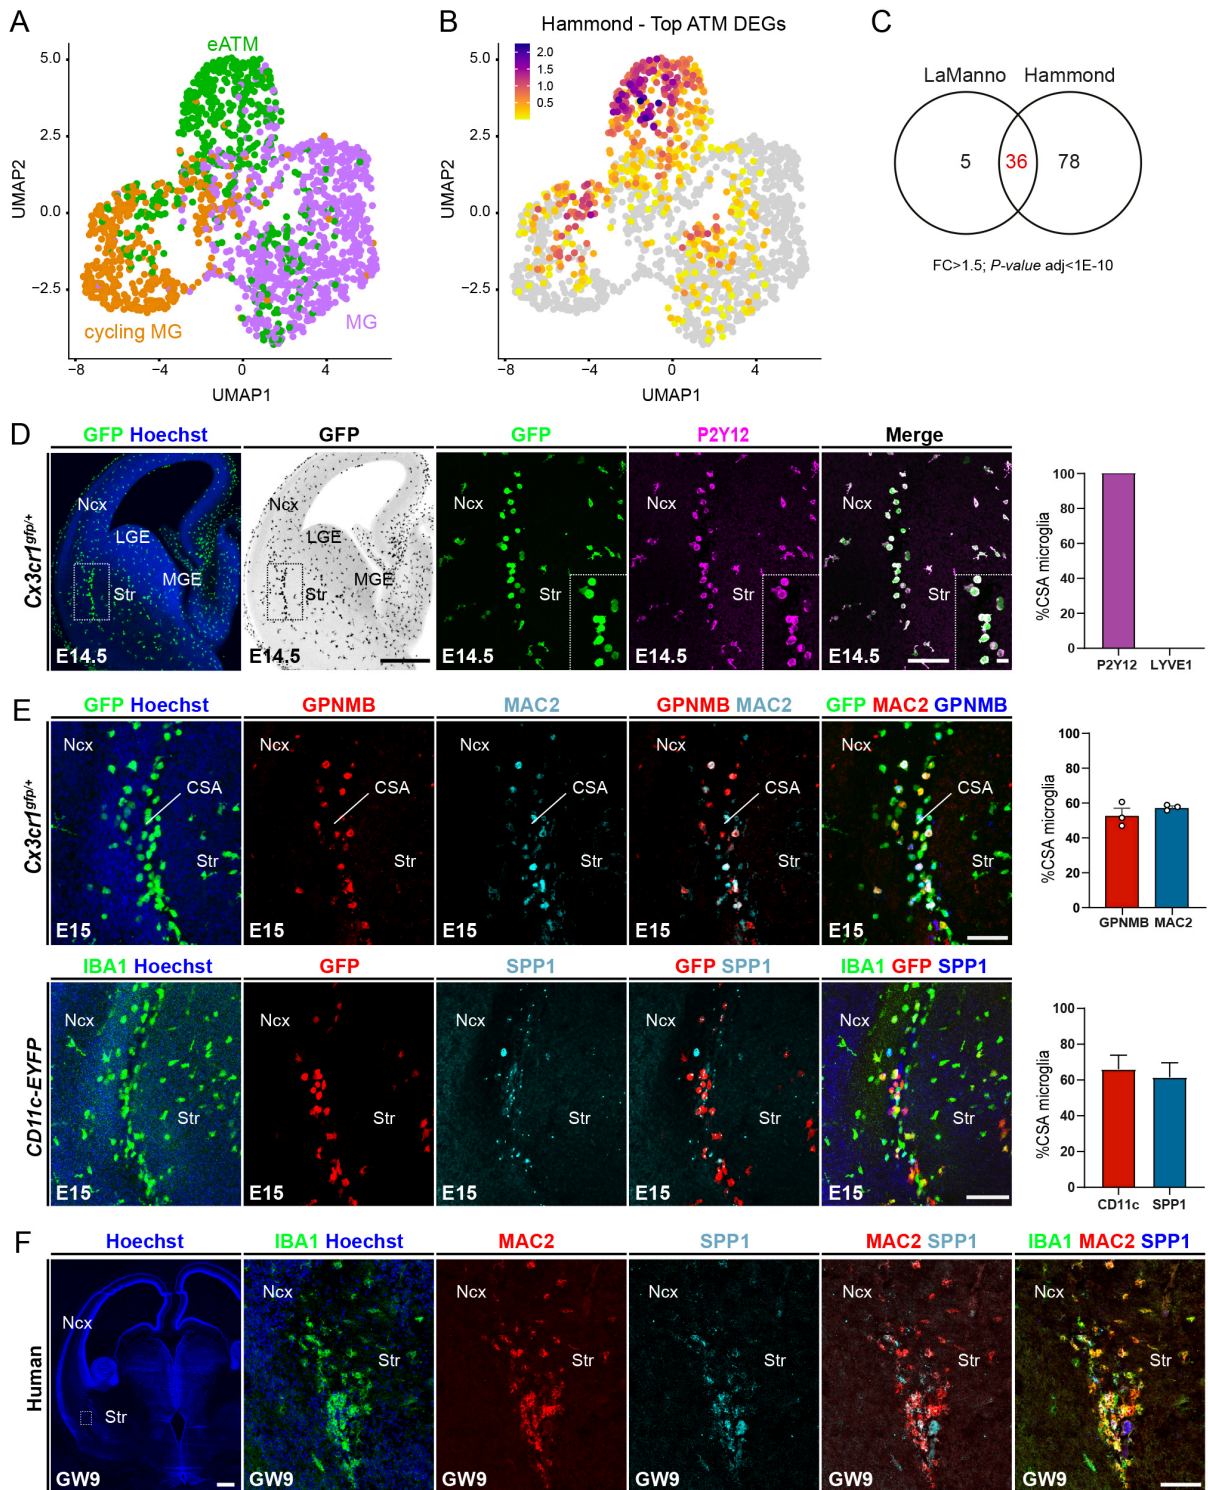 A
eATM
cycling MG
MG
UMAP2
5.0
2.5
0.0
−2.5
−8
−4
0
4
UMAP1
B
Hammond - Top ATM DEGs
2.0
1.5
1.0
0.5
UMAP2
5.0
2.5
0.0
−2.5
−8
−4
0
4
UMAP1
C
LaManno Hammond
5 36 78
FC>1.5; P-value adj<1E-10
D
GFP Hoechst
GFP
GFP
P2Y12
Merge
Cx3cr1gfp/+
Ncx
LGE
MGE
Str
E14.5
Ncx
LGE
MGE
Str
E14.5
Ncx
Str
E14.5
Ncx
Str
E14.5
Ncx
Str
E14.5
%CSA microglia
100
80
60
40
20
0
P2Y12 LYVE1
E
GFP Hoechst
GPNMB
MAC2
GPNMB MAC2
GFP MAC2 GPNMB
Cx3cr1gfp/+
Ncx
CSA
Str
E15
Ncx
CSA
Str
E15
Ncx
CSA
Str
E15
Ncx
CSA
Str
E15
Ncx
CSA
Str
E15
%CSA microglia
100
80
60
40
20
0
GPNMB MAC2
IBA1 Hoechst
GFP
SPP1
GFP SPP1
IBA1 GFP SPP1
CD11c-EYFP
Ncx
Str
E15
Ncx
Str
E15
Ncx
Str
E15
Ncx
Str
E15
Ncx
Str
E15
%CSA microglia
100
80
60
40
20
0
CD11c SPP1
F
Hoechst
IBA1 Hoechst
MAC2
SPP1
MAC2 SPP1
IBA1 MAC2 SPP1
Human
Ncx
Str
GW9
Ncx
Str
GW9
Ncx
Str
GW9
Ncx
Str
GW9
Ncx
Str
GW9
Ncx
Str
GW9